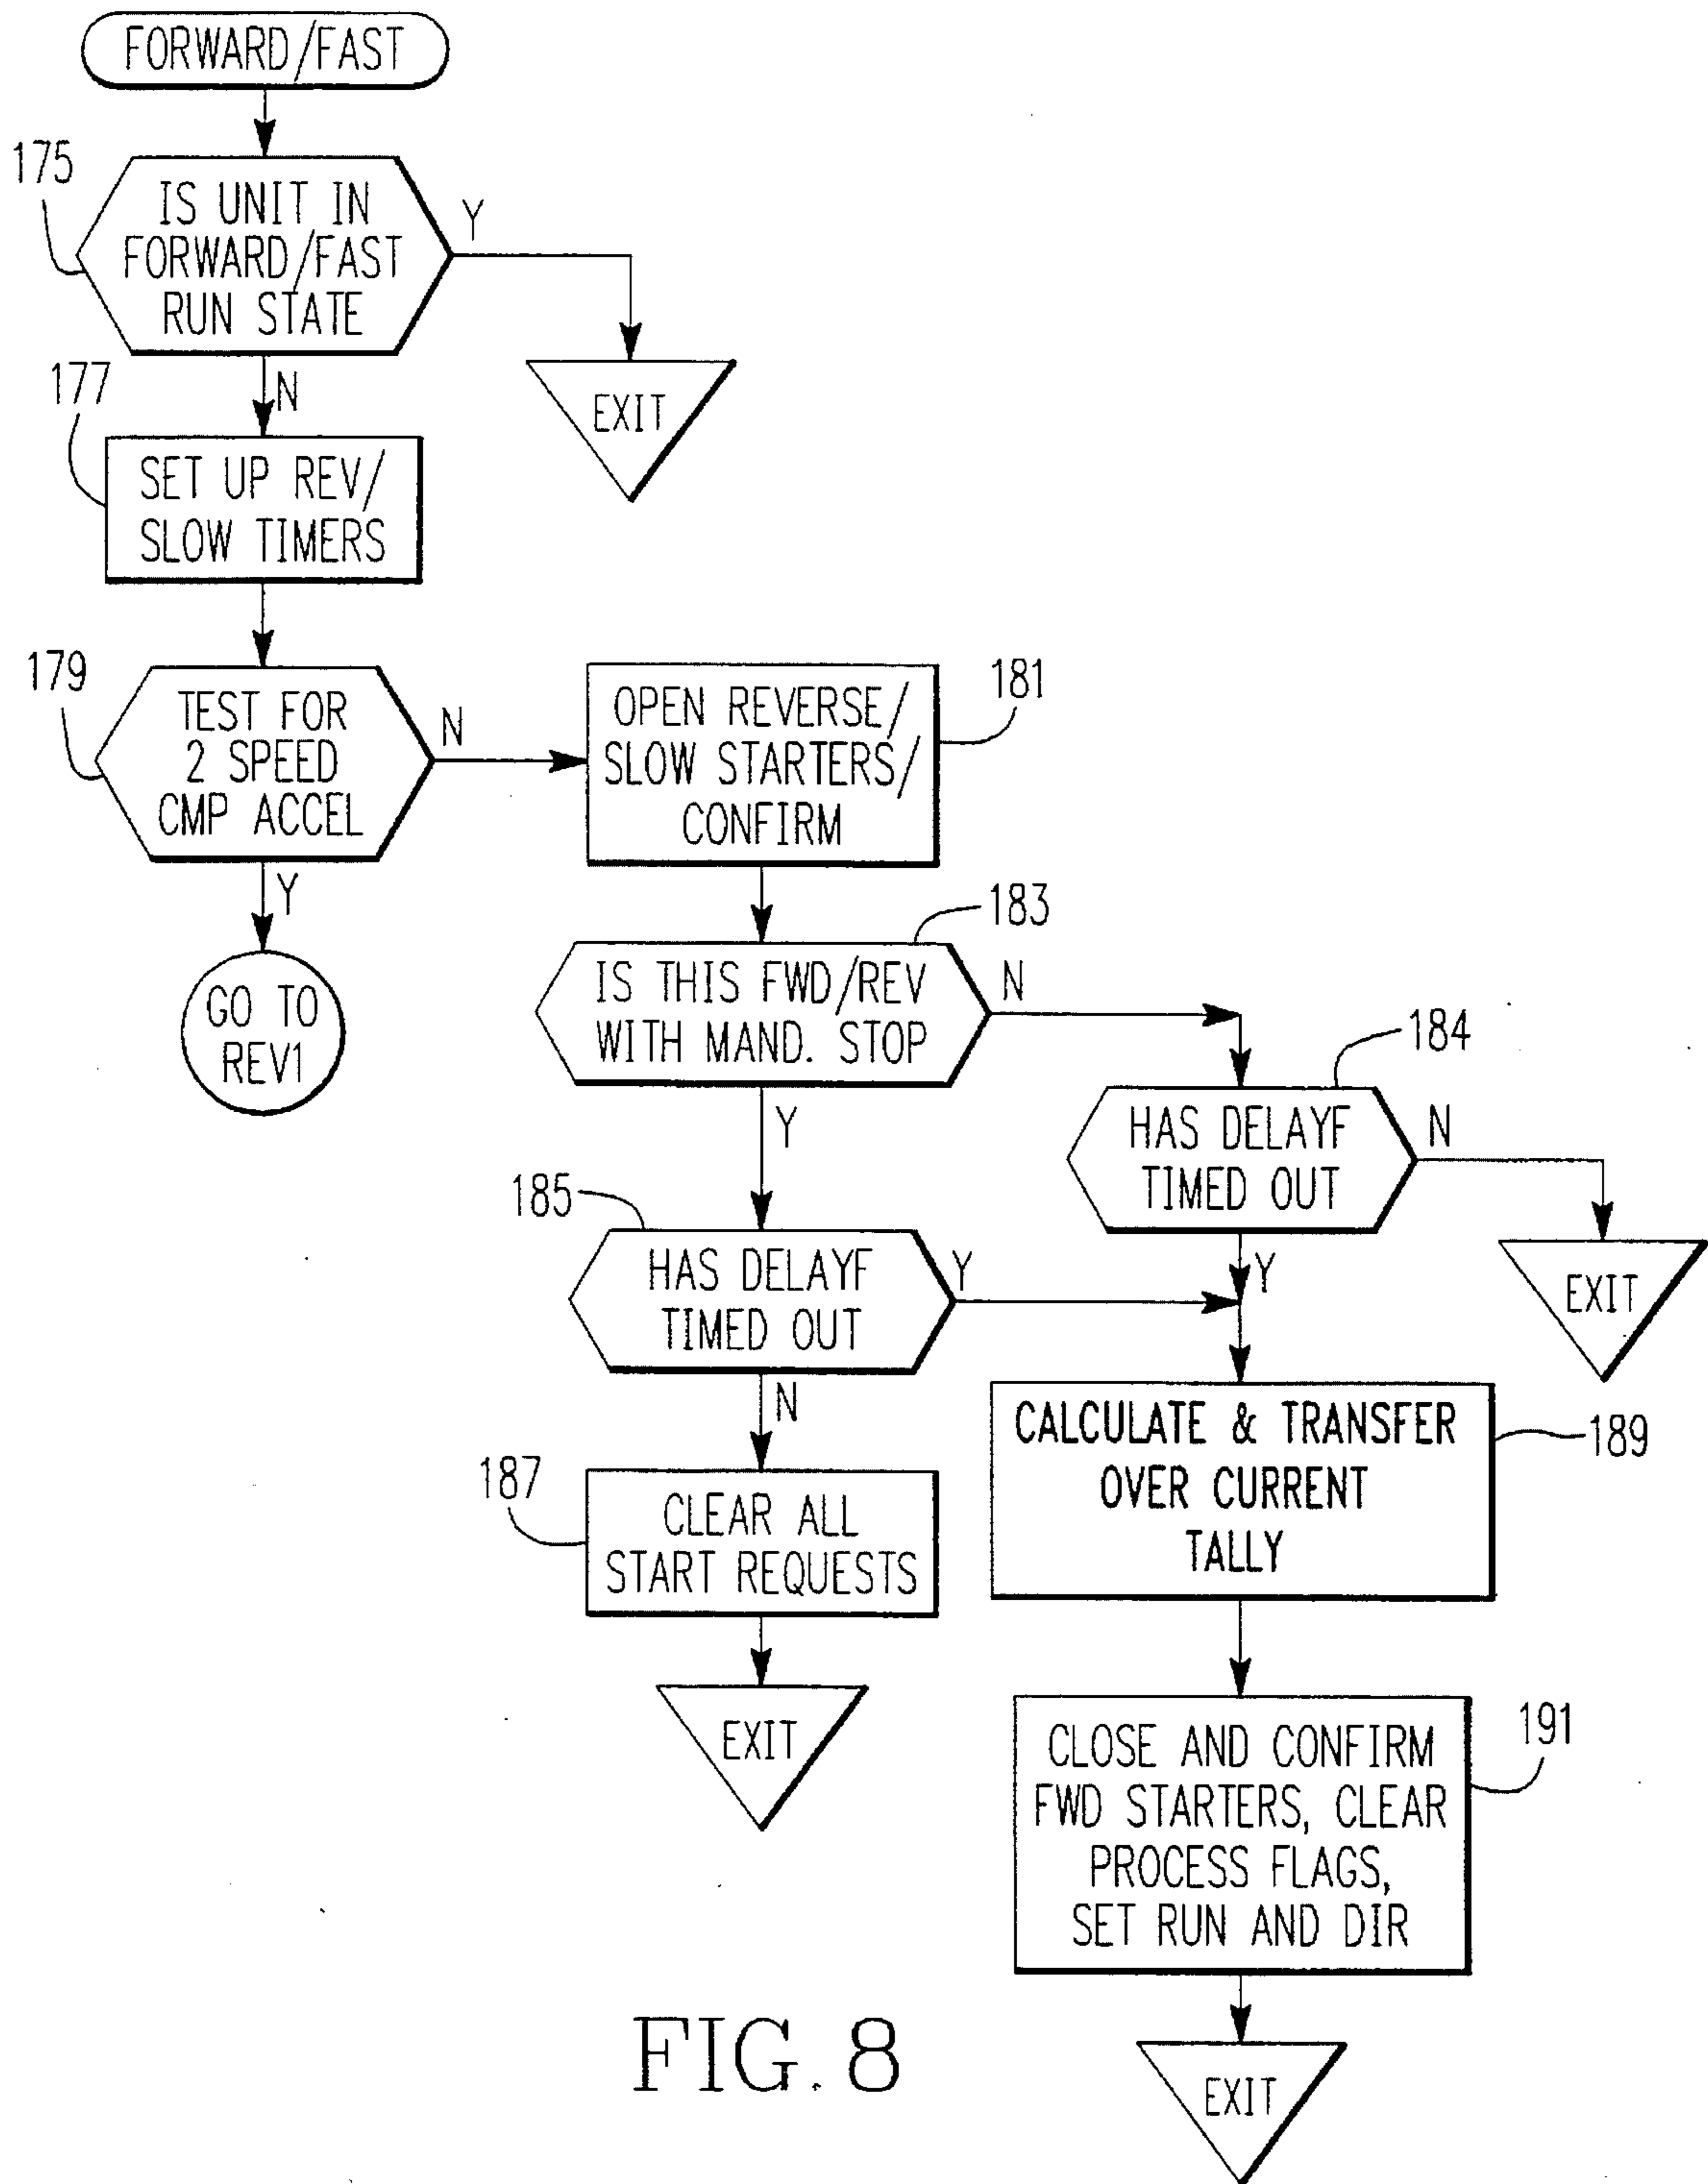 FORWARD/FAST
175
IS UNIT IN
FORWARD/FAST
RUN STATE
Y
EXIT
N
177
SET UP REV/
SLOW TIMERS
179
TEST FOR
2 SPEED
CMP ACCEL
N
Y
GO TO
REV1
181
OPEN REVERSE/
SLOW STARTERS/
CONFIRM
183
IS THIS FWD/REV
WITH MAND. STOP
N
Y
184
HAS DELAYF
TIMED OUT
N
EXIT
Y
185
HAS DELAYF
TIMED OUT
Y
N
187
CLEAR ALL
START REQUESTS
EXIT
189
CALCULATE & TRANSFER
OVER CURRENT
TALLY
191
CLOSE AND CONFIRM
FWD STARTERS, CLEAR
PROCESS FLAGS,
SET RUN AND DIR
EXIT
FIG. 8